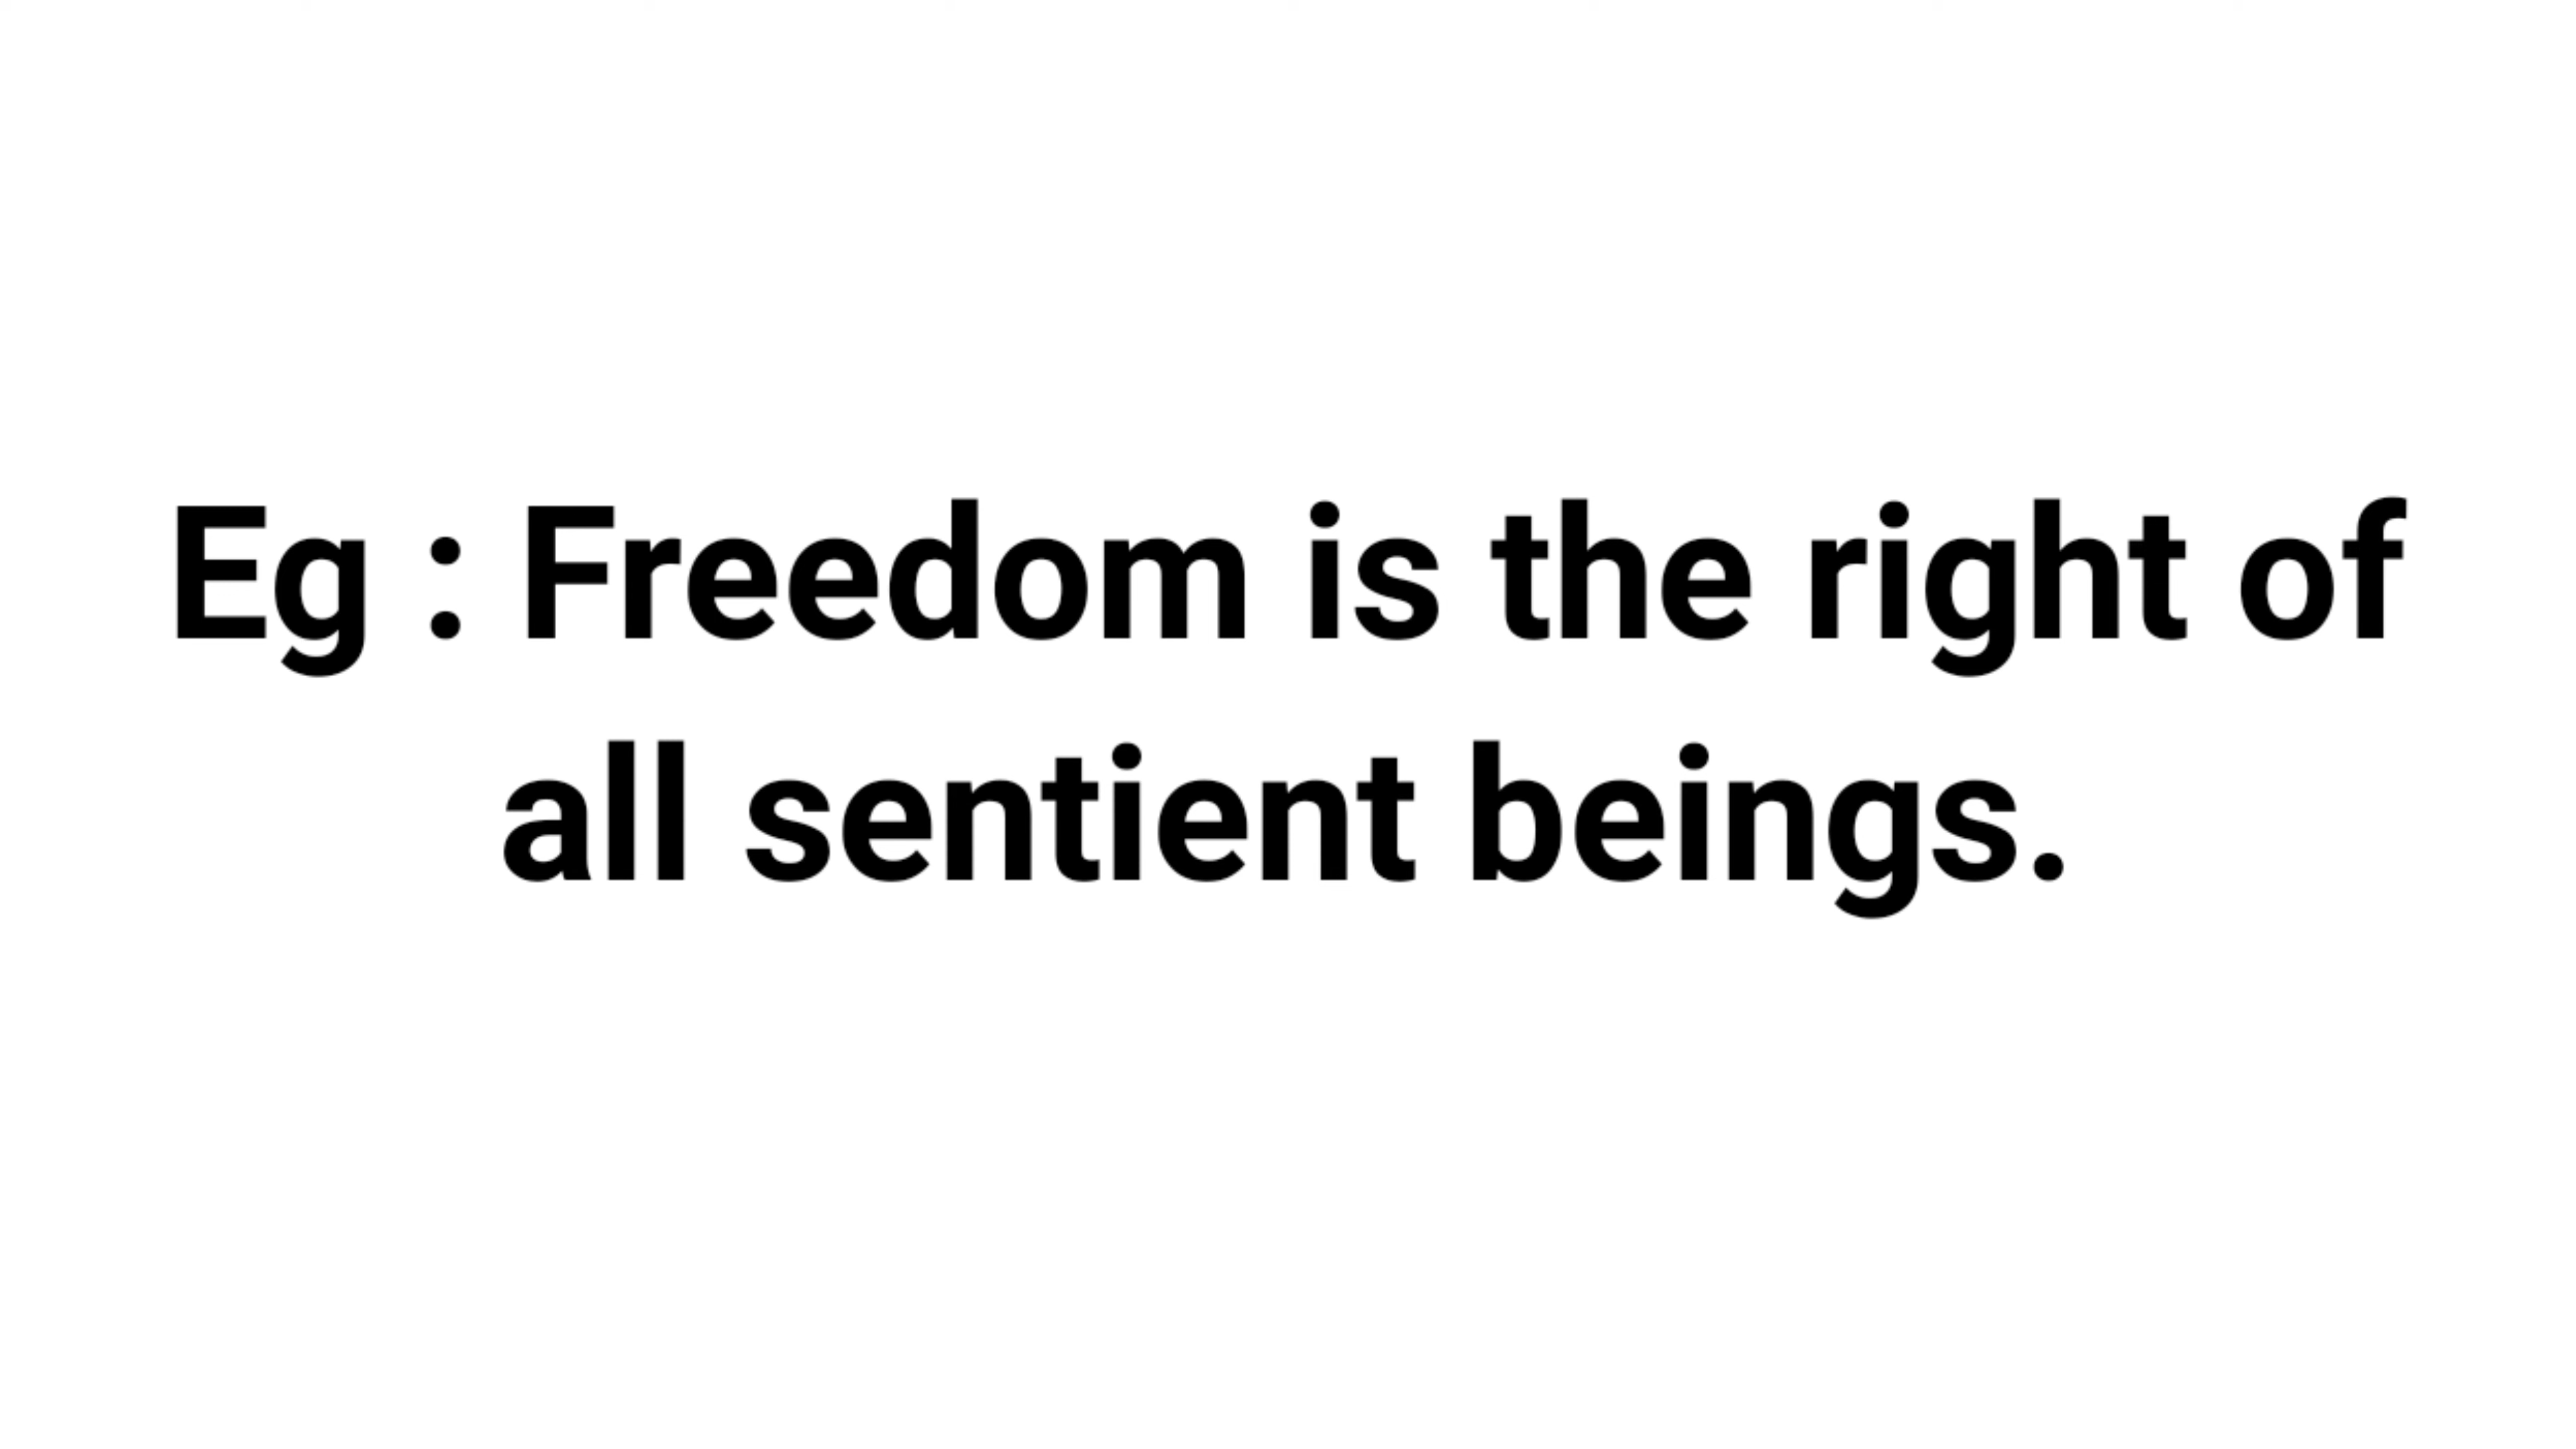 Eg : Freedom is the right of
all sentient beings.